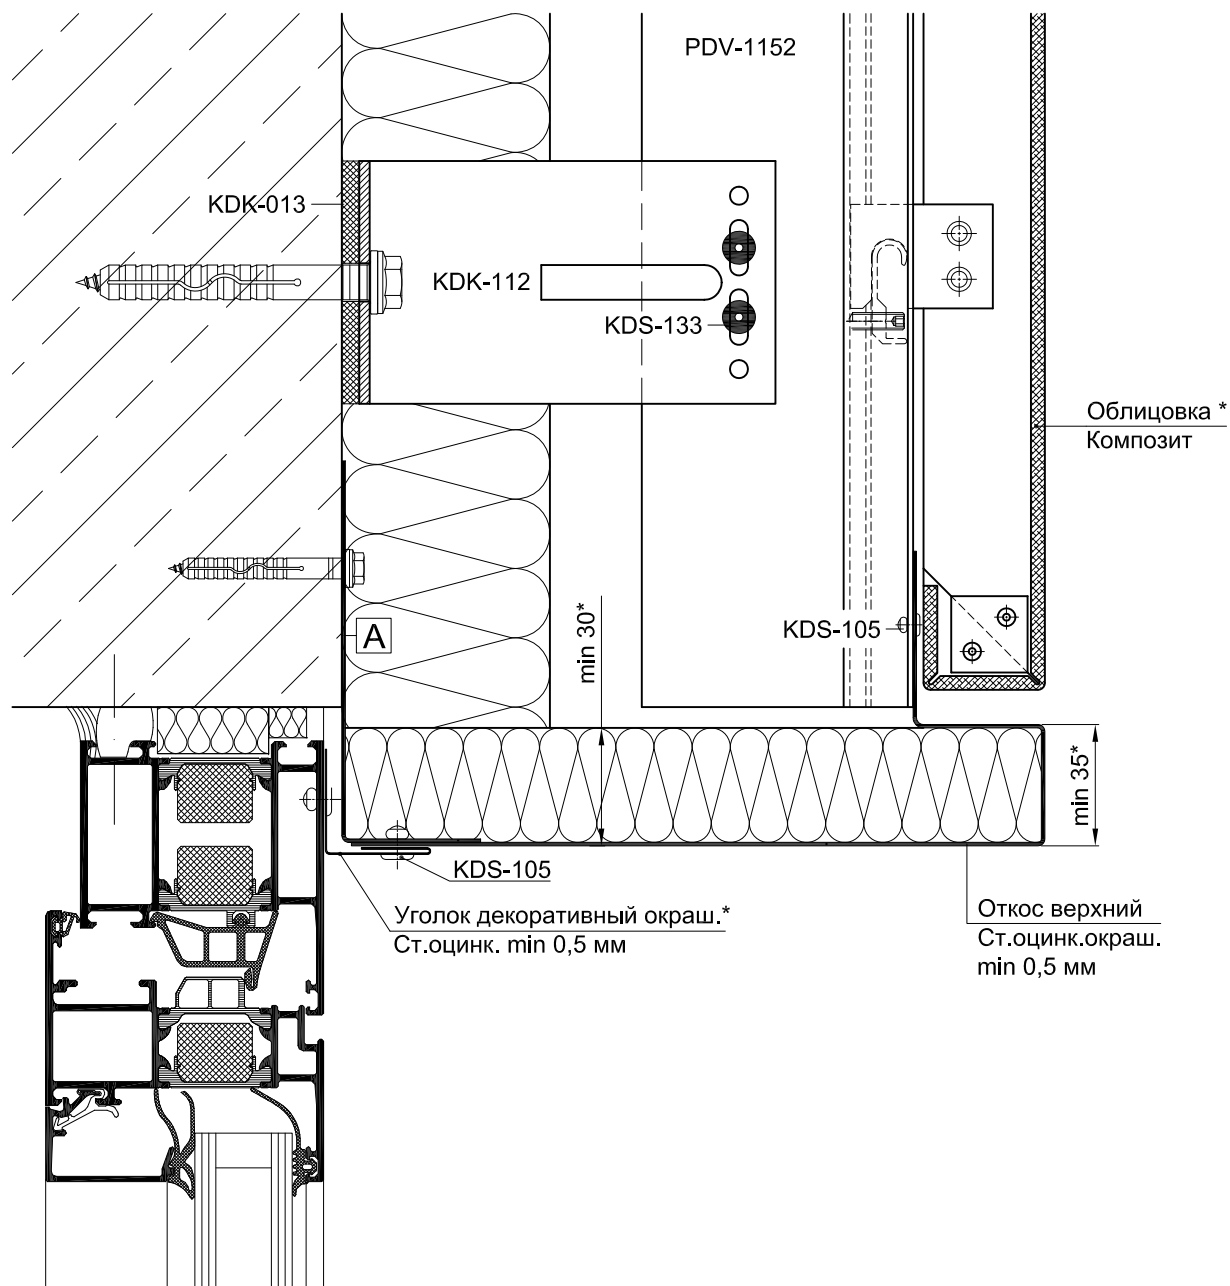 PDV-1152
KDK-013
KDK-112
KDS-133
Облицовка *
Композит
min 30*
KDS-105
A
min 35*
KDS-105
Уголок декоративный окраш.*
Ст.оцинк. min 0,5 мм
Откос верхний
Ст.оцинк.окраш.
min 0,5 мм